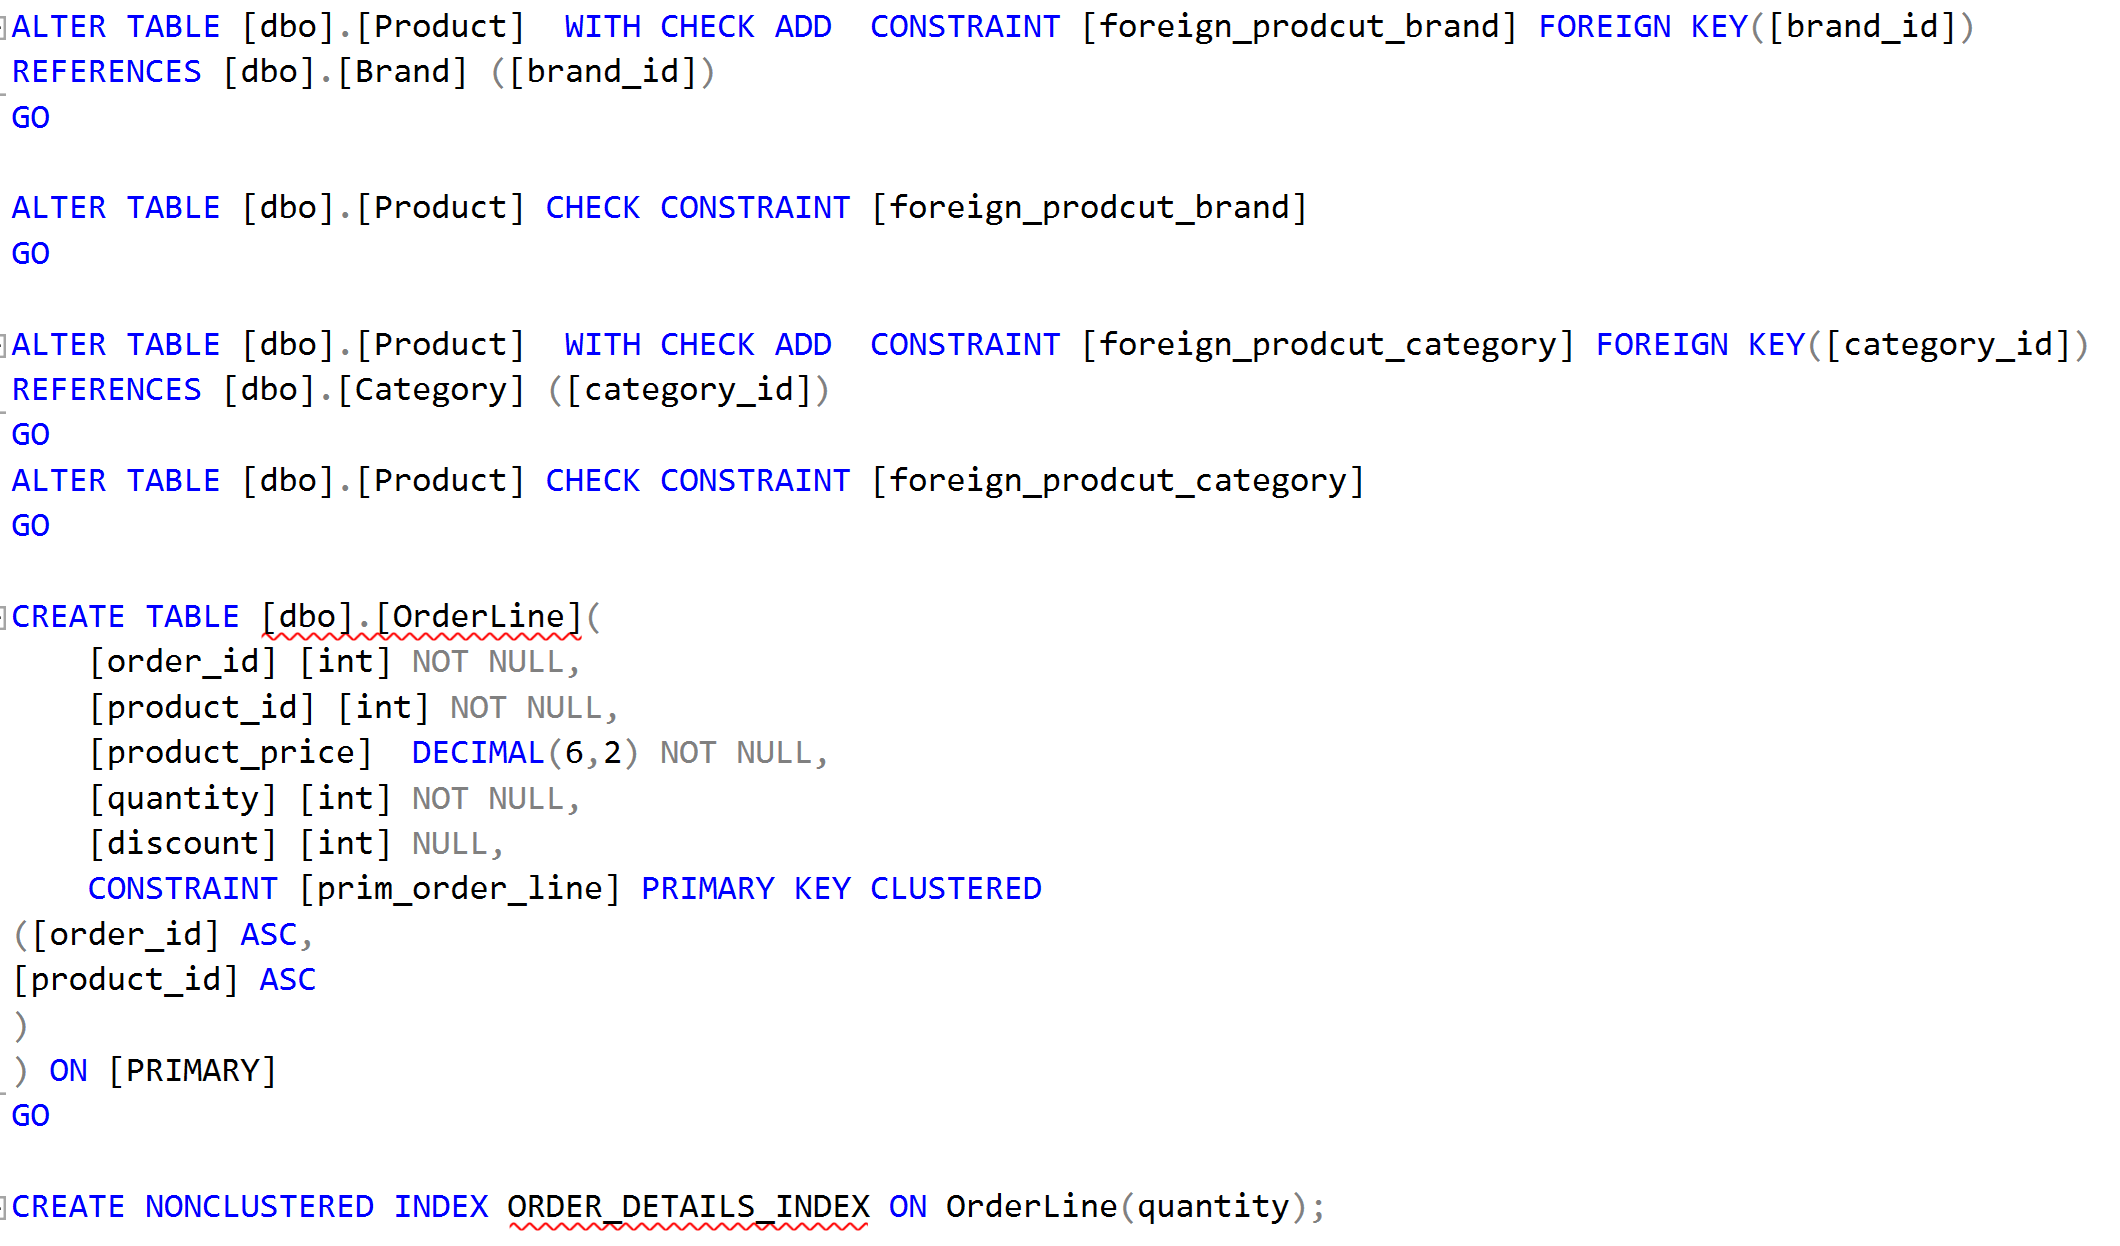 ALTER TABLE [dbo].[Product]  WITH CHECK ADD  CONSTRAINT [foreign_prodcut_brand] FOREIGN KEY([brand_id])
REFERENCES [dbo].[Brand] ([brand_id])
GO

ALTER TABLE [dbo].[Product] CHECK CONSTRAINT [foreign_prodcut_brand]
GO

ALTER TABLE [dbo].[Product]  WITH CHECK ADD  CONSTRAINT [foreign_prodcut_category] FOREIGN KEY([category_id])
REFERENCES [dbo].[Category] ([category_id])
GO
ALTER TABLE [dbo].[Product] CHECK CONSTRAINT [foreign_prodcut_category]
GO

CREATE TABLE [dbo].[OrderLine](
    [order_id] [int] NOT NULL,
    [product_id] [int] NOT NULL,
    [product_price]  DECIMAL(6,2) NOT NULL,
    [quantity] [int] NOT NULL,
    [discount] [int] NULL,
    CONSTRAINT [prim_order_line] PRIMARY KEY CLUSTERED
([order_id] ASC,
[product_id] ASC
)
) ON [PRIMARY]
GO

CREATE NONCLUSTERED INDEX ORDER_DETAILS_INDEX ON OrderLine(quantity);